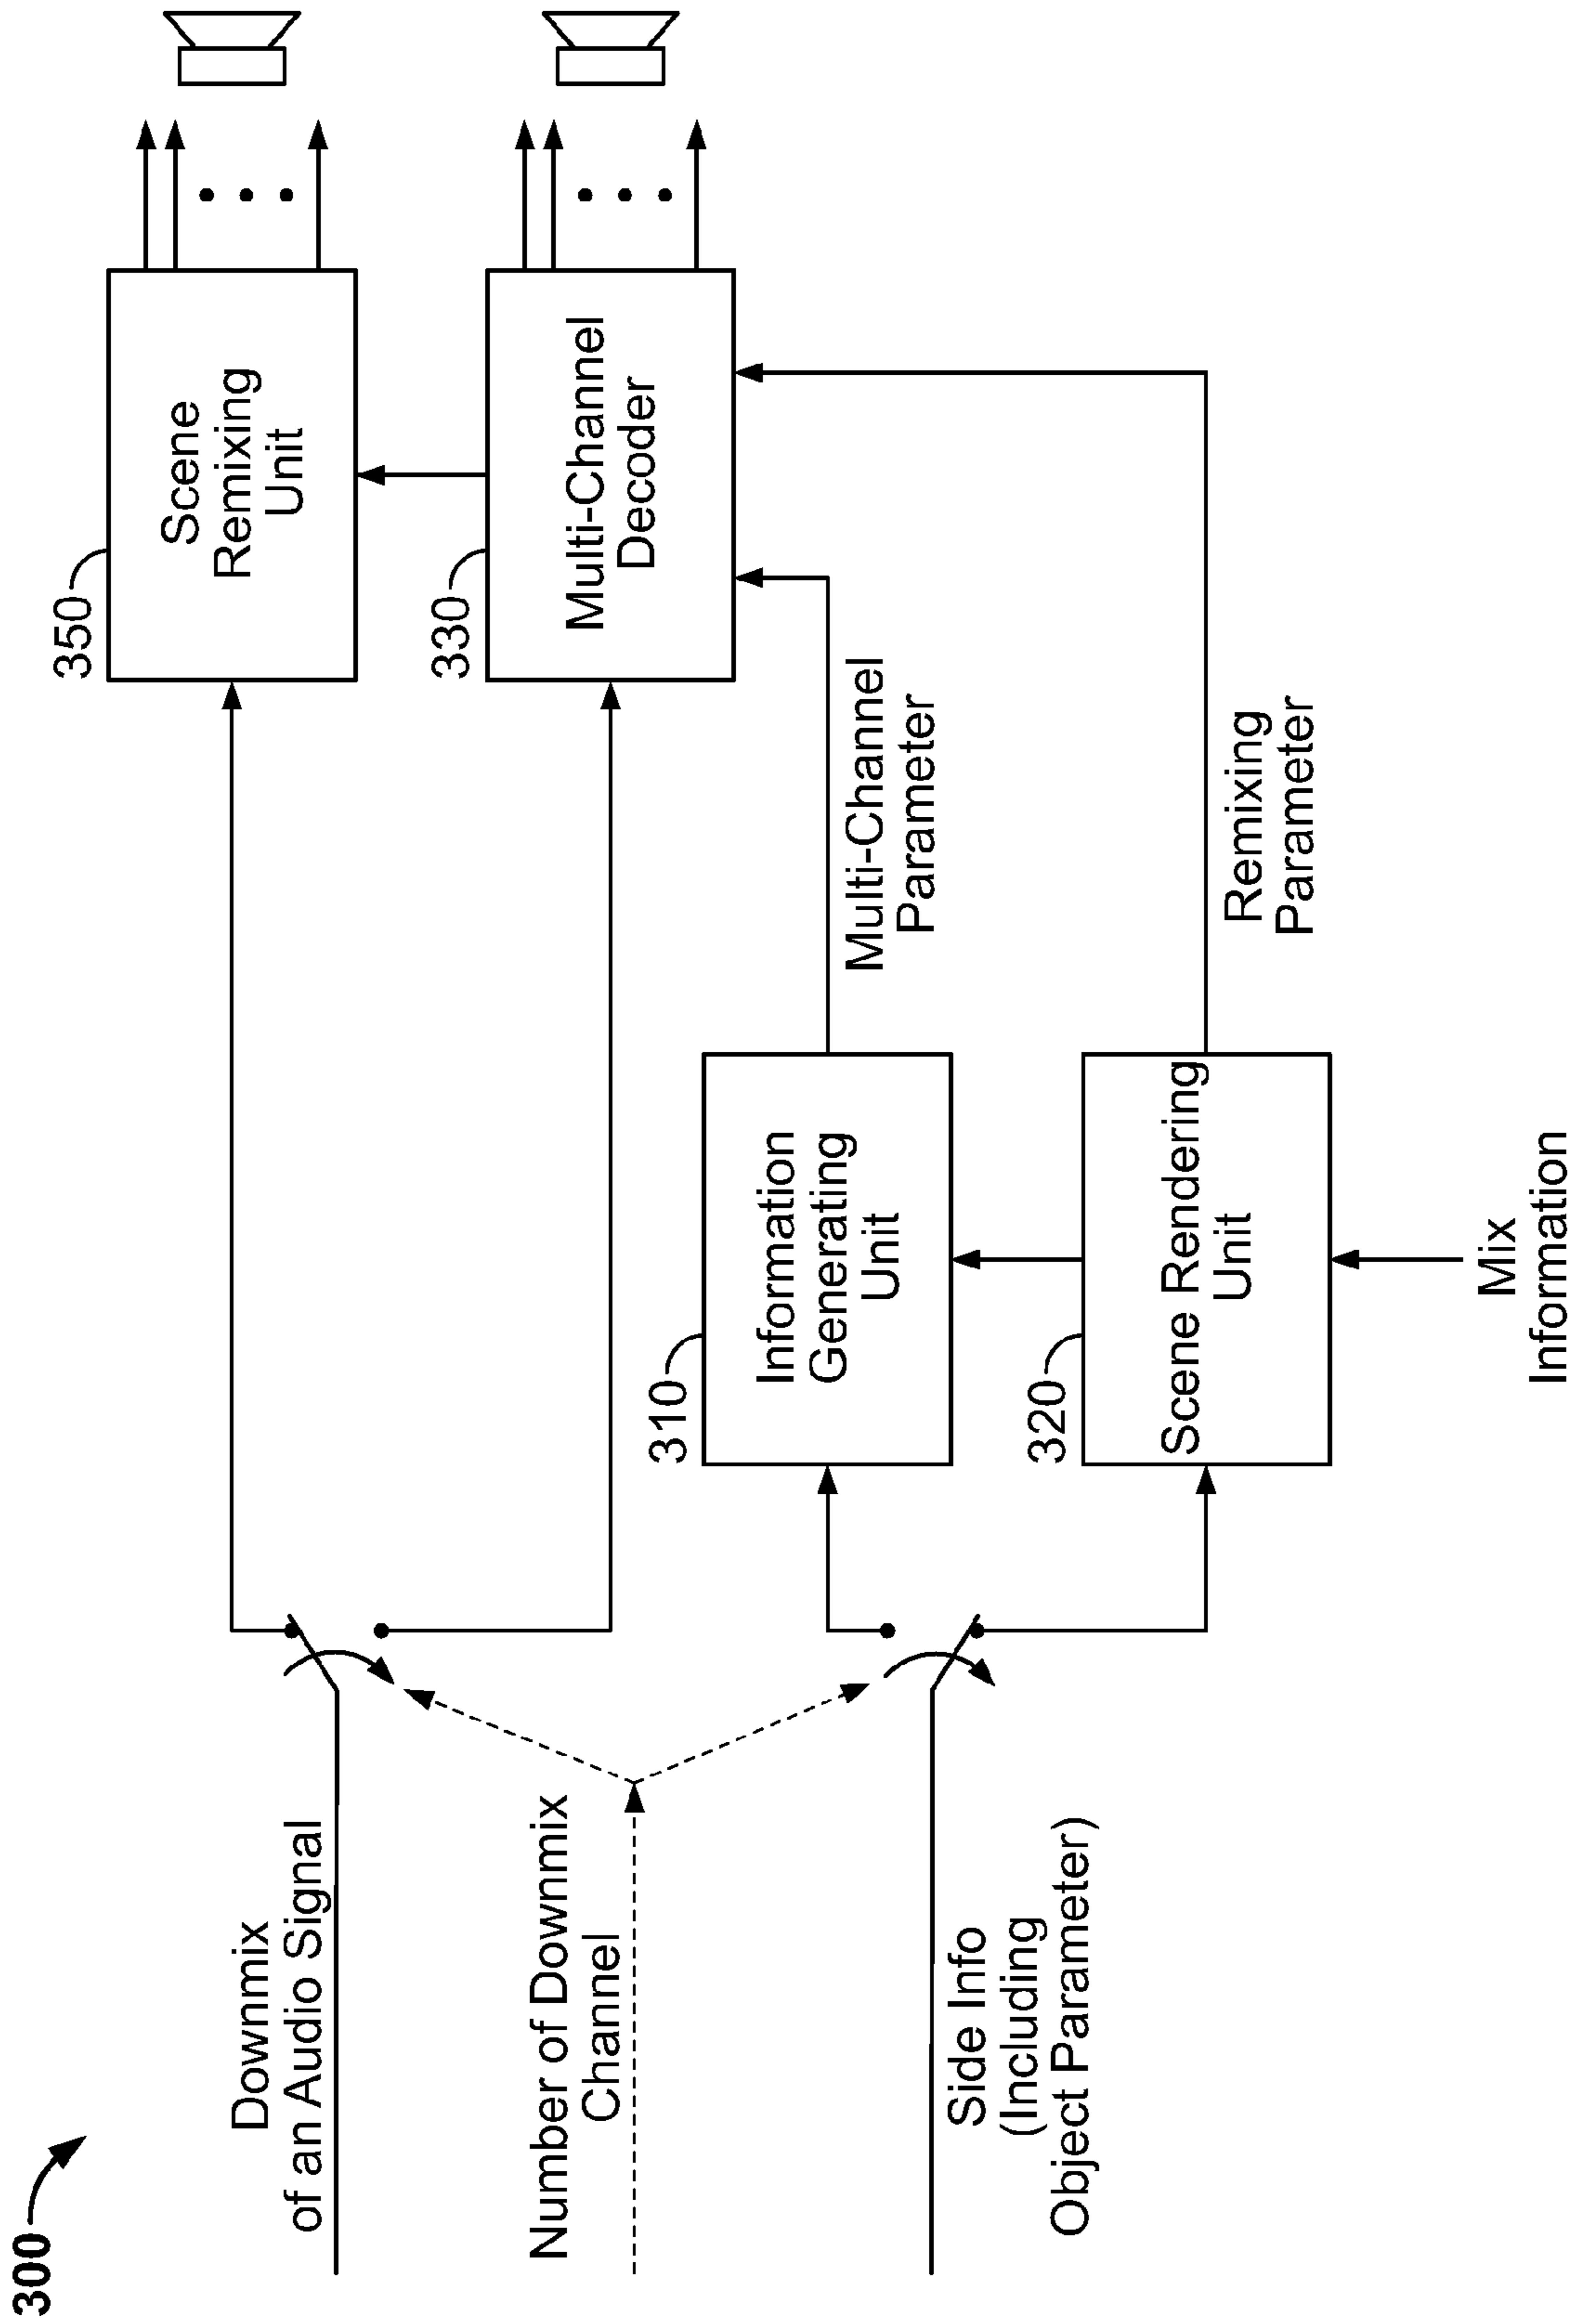 300
Downmix
of an Audio Signal
Number of Downmix
Channel
Side Info
(Including
Object Parameter)
310
Information
Generating
Unit
320
Scene Rendering
Unit
Mix
Information
Multi-Channel
Parameter
Remixing
Parameter
350
Scene
Remixing
Unit
330
Multi-Channel
Decoder